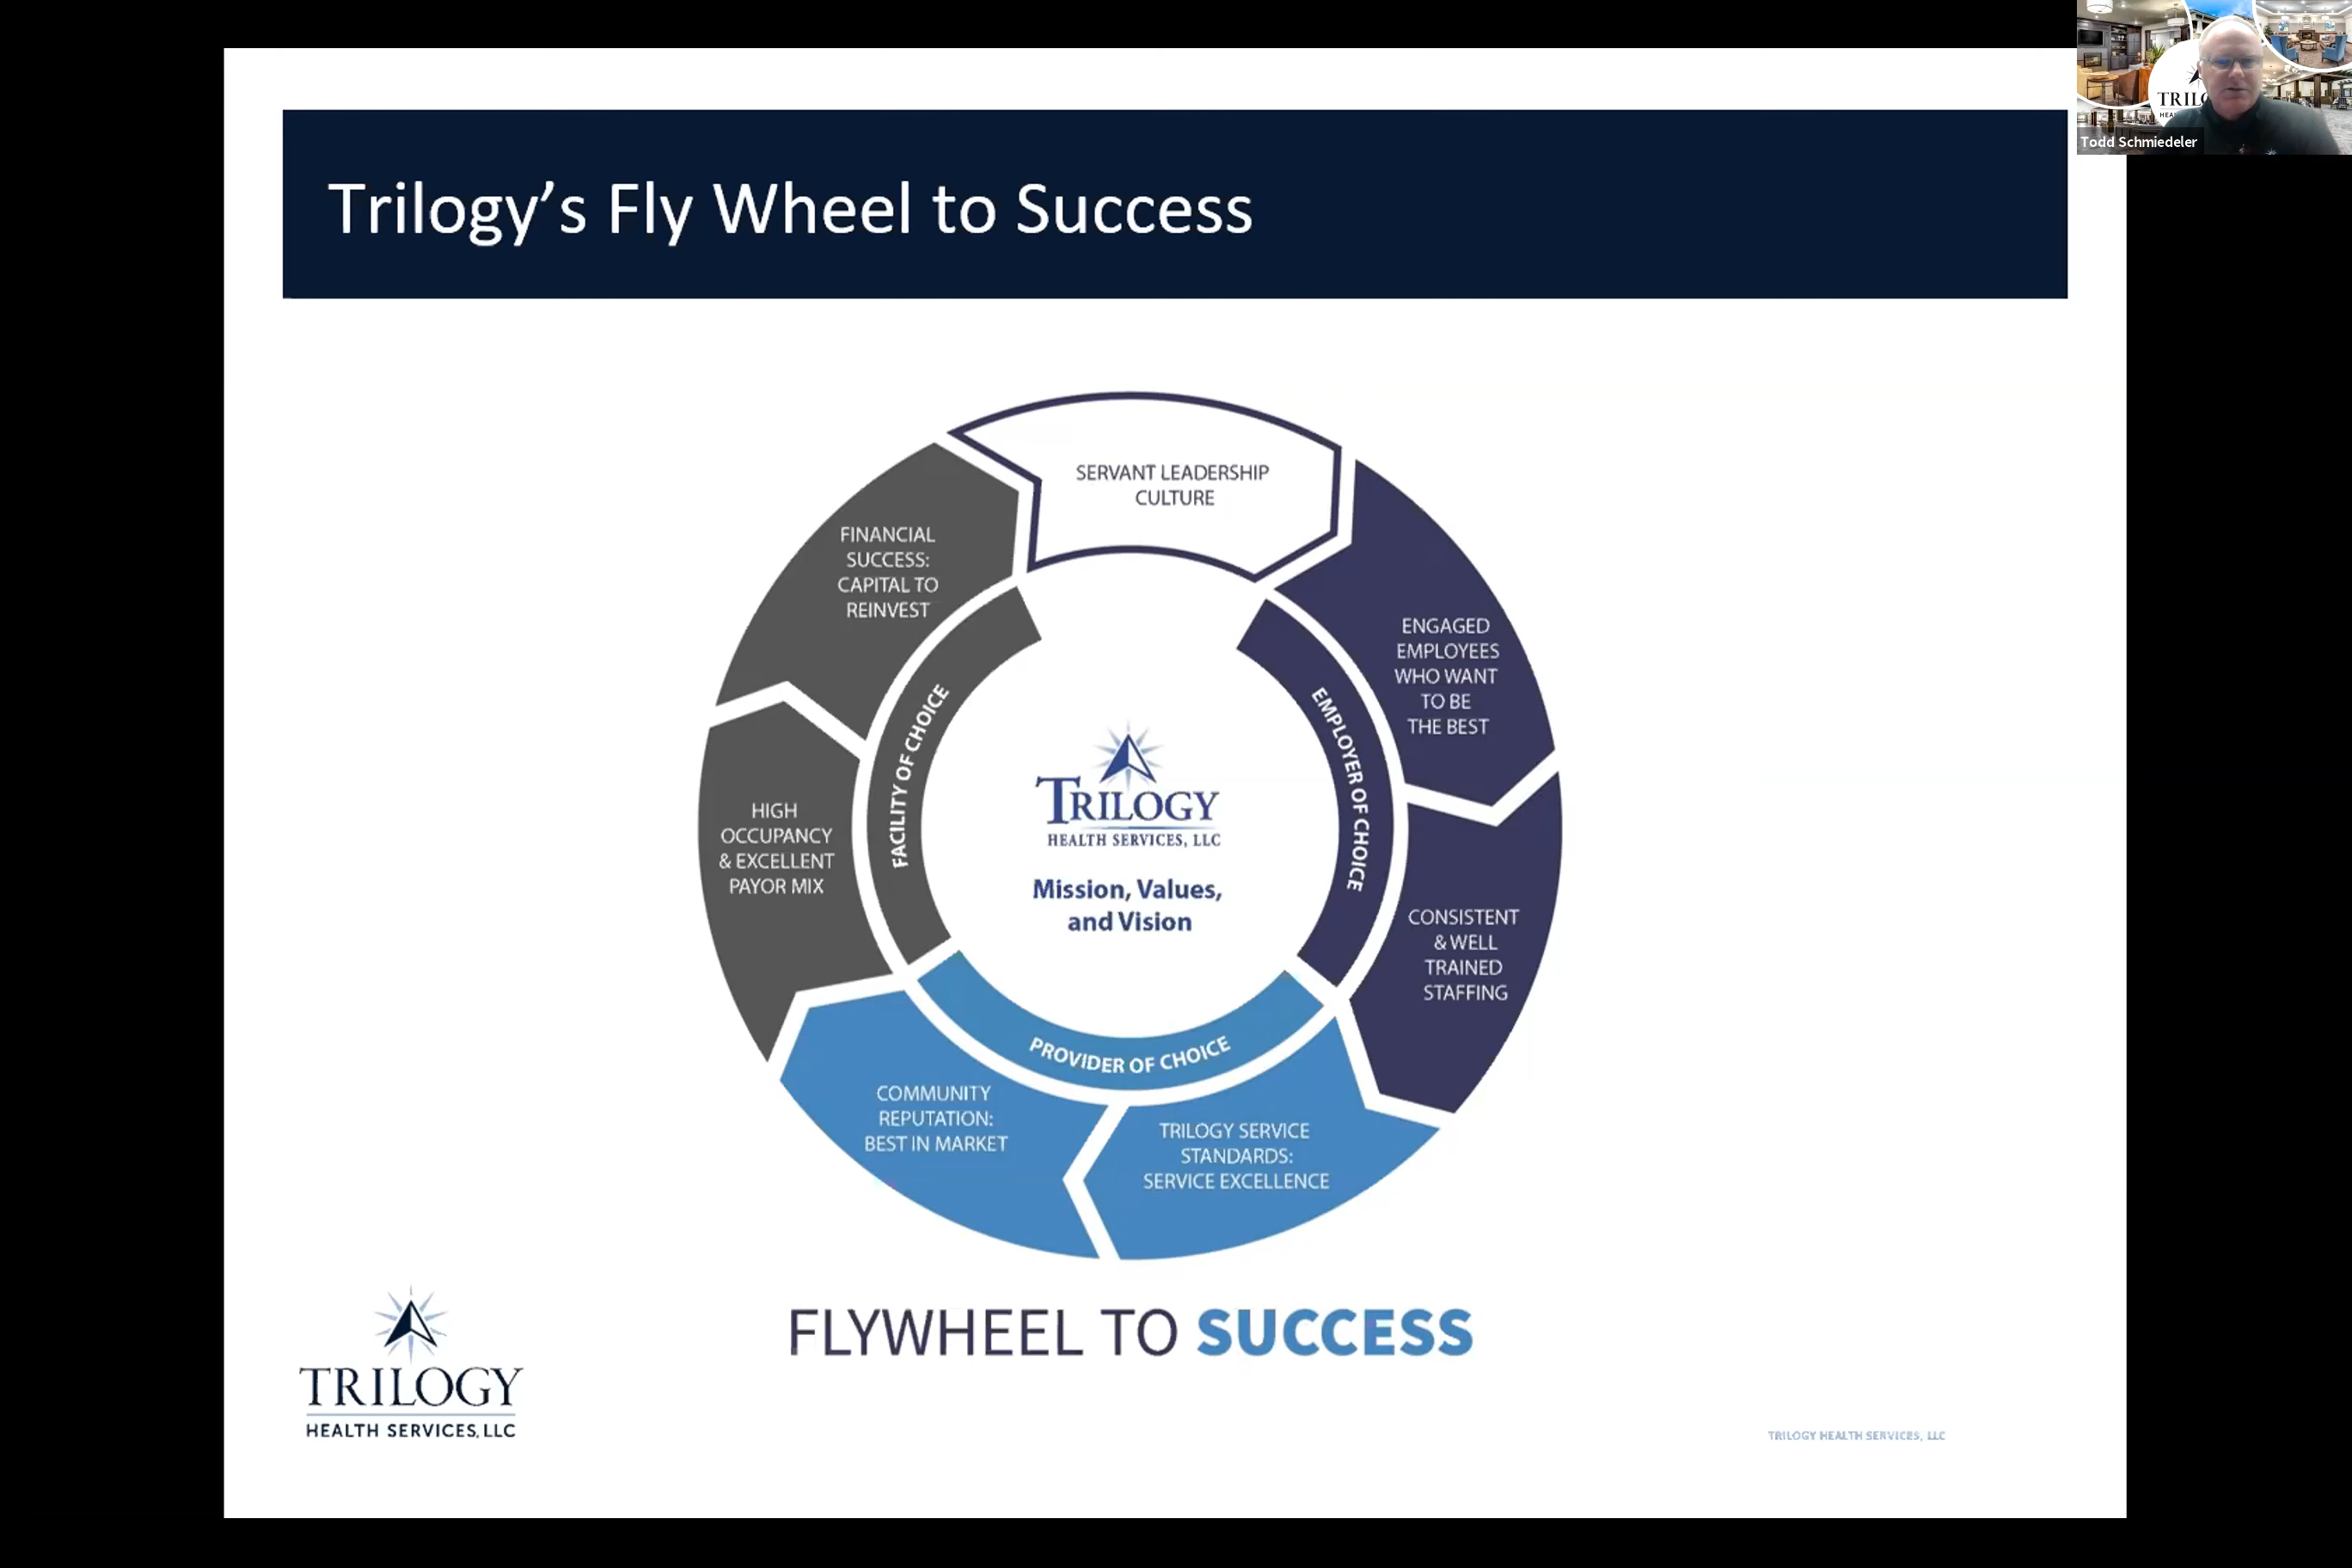 Trilogy's Fly Wheel to Success
TRILO
HEA
Todd Schmiedeler
SERVANT LEADERSHIP
CULTURE
ENGAGED
EMPLOYEES
WHO WANT
TO BE
THE BEST
CONSISTENT
& WELL
TRAINED
STAFFING
TRILOGY SERVICE
STANDARDS:
SERVICE EXCELLENCE
COMMUNITY
REPUTATION:
BEST IN MARKET
HIGH
OCCUPANCY
& EXCELLENT
PAYOR MIX
FINANCIAL
SUCCESS:
CAPITAL TO
REINVEST
EMPLOYER OF CHOICE
PROVIDER OF CHOICE
FACILITY OF CHOICE
TRILOGY
HEALTH SERVICES, LLC
Mission, Values,
and Vision
FLYWHEEL TO SUCCESS
TRILOGY
HEALTH SERVICES, LLC
TRILOGY HEALTH SERVICES, LLC